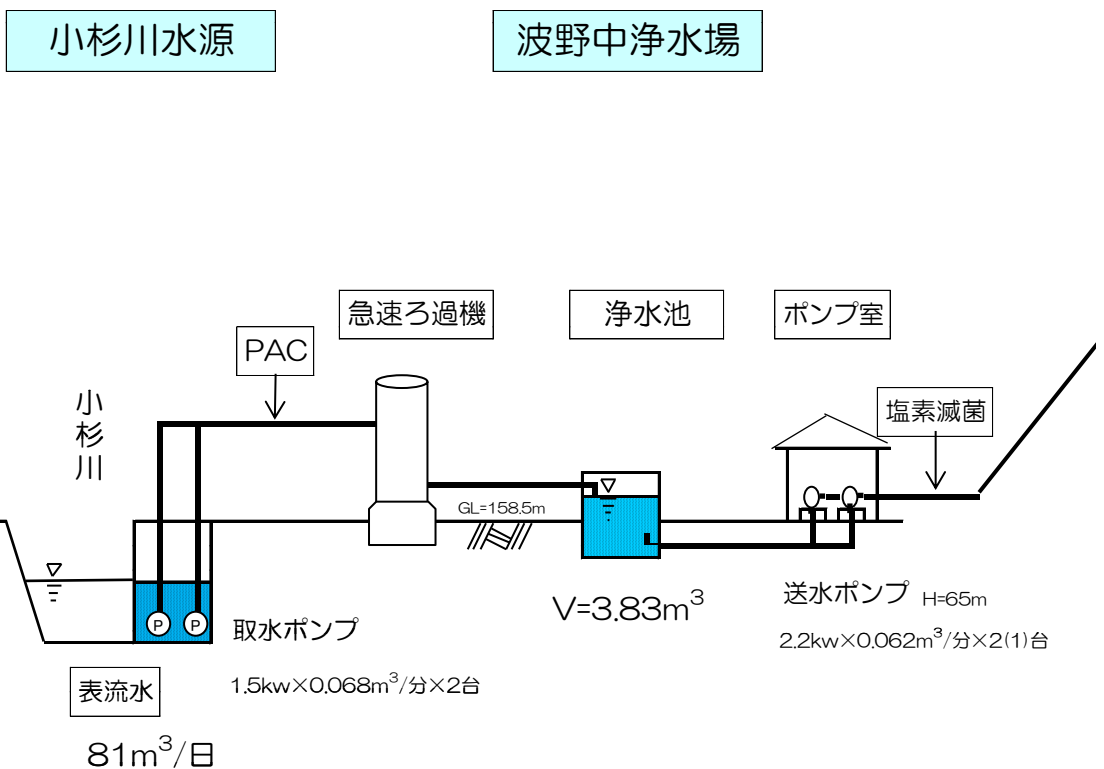 小杉川水源
波野中浄水場
急速ろ過機
浄水池
ポンプ室
PAC
塩素滅菌
小杉川
GL=158.5m
P P
取水ポンプ
1.5kw×0.068m³/分×2台
V=3.83m³
送水ポンプ H=65m
2.2kw×0.062m³/分×2(1)台
表流水
81m³/日